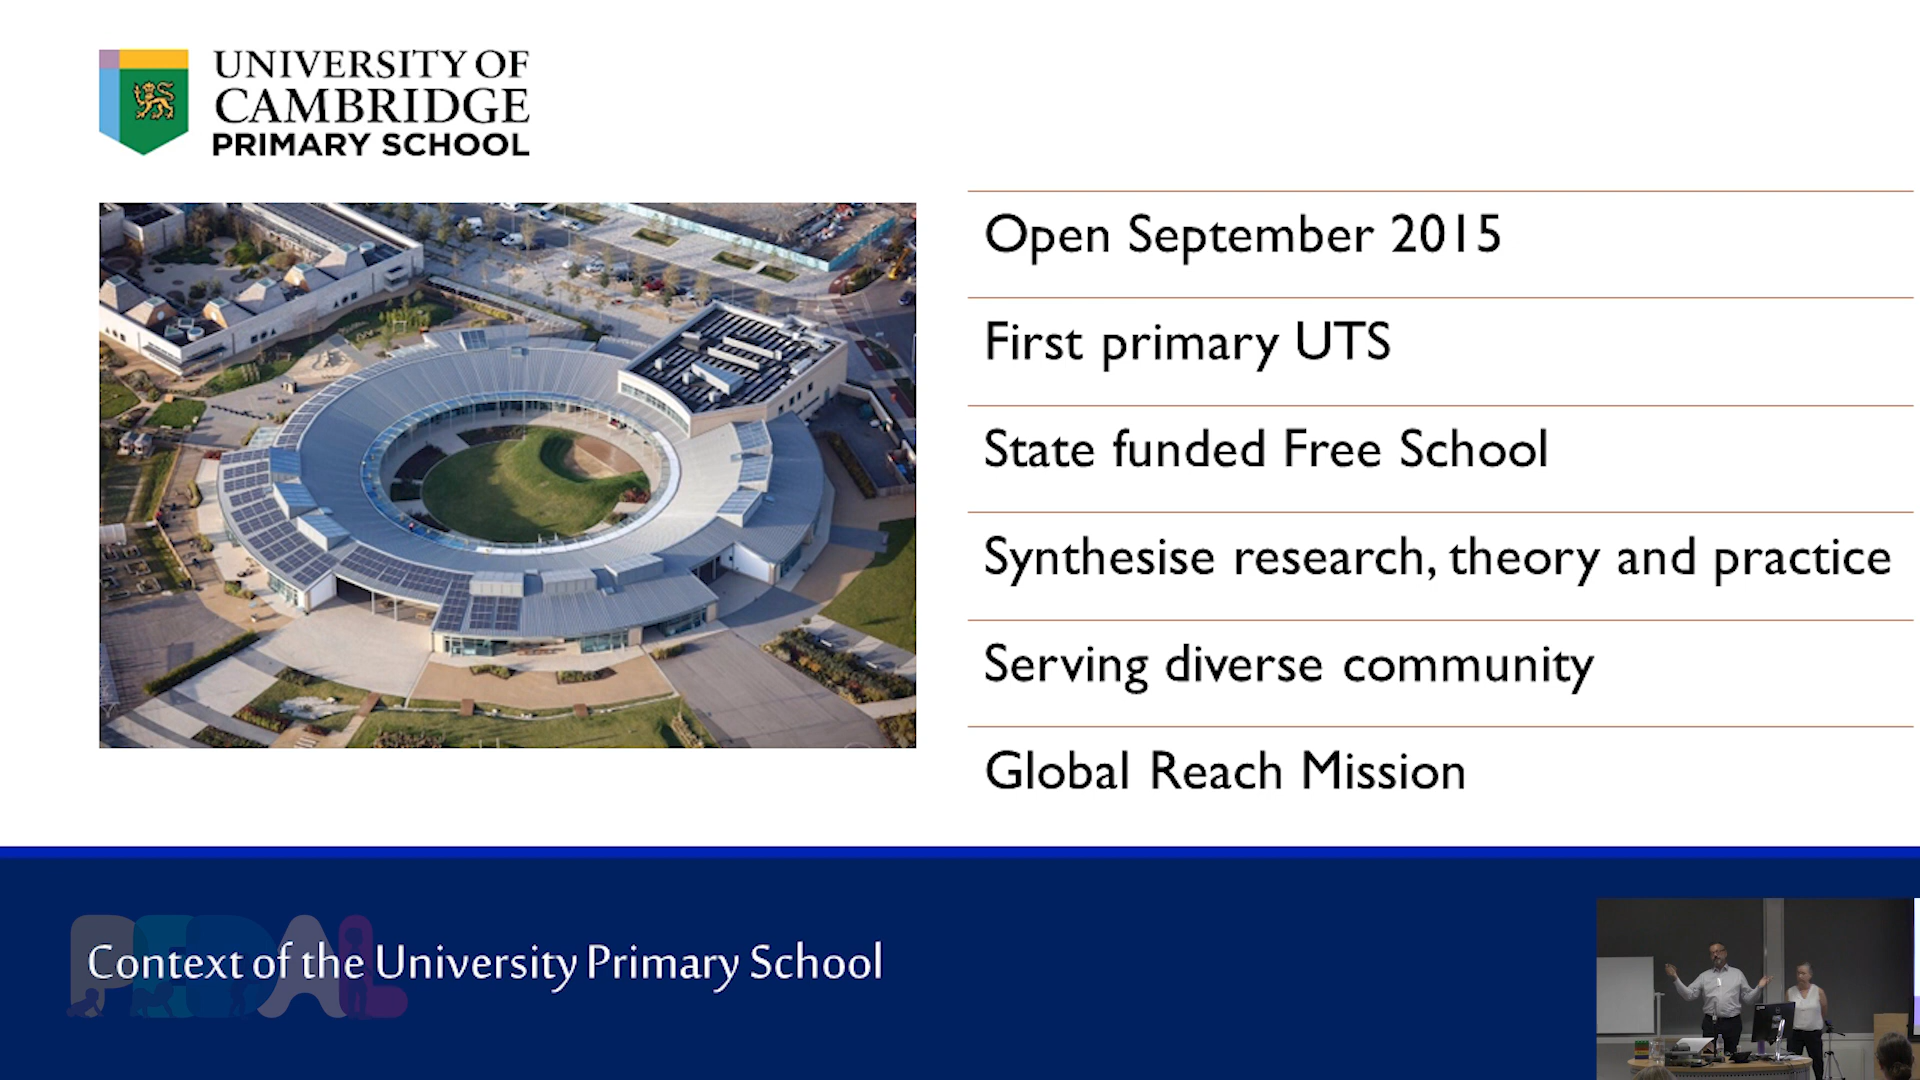 UNIVERSITY OF
CAMBRIDGE
PRIMARY SCHOOL
Open September 2015
First primary UTS
State funded Free School
Synthesise research, theory and practice
Serving diverse community
Global Reach Mission
PEDAL
Context of the University Primary School